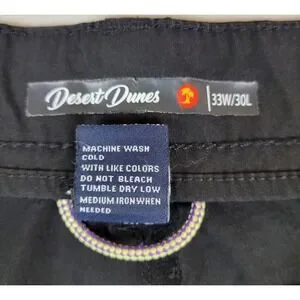 Desert Dunes 33W/30L
MACHINE WASH
COLD
WITH LIKE COLORS
DO NOT BLEACH
TUMBLE DRY LOW
MEDIUM IRON WHEN
NEEDED